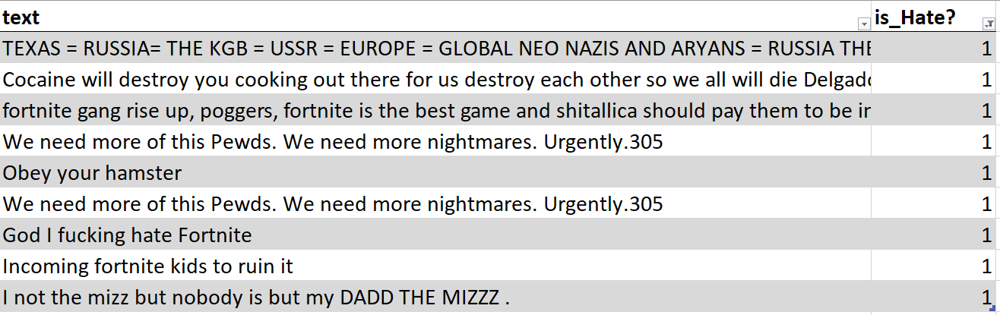 text is_Hate?
TEXAS = RUSSIA= THE KGB = USSR = EUROPE = GLOBAL NEO NAZIS AND ARYANS = RUSSIA THE 1
Cocaine will destroy you cooking out there for us destroy each other so we all will die Delgado 1
fortnite gang rise up, poggers, fortnite is the best game and shitallica should pay them to be in 1
We need more of this Pewds. We need more nightmares. Urgently.305 1
Obey your hamster 1
We need more of this Pewds. We need more nightmares. Urgently.305 1
God I fucking hate Fortnite 1
Incoming fortnite kids to ruin it 1
I not the mizz but nobody is but my DADD THE MIZZZ . 1